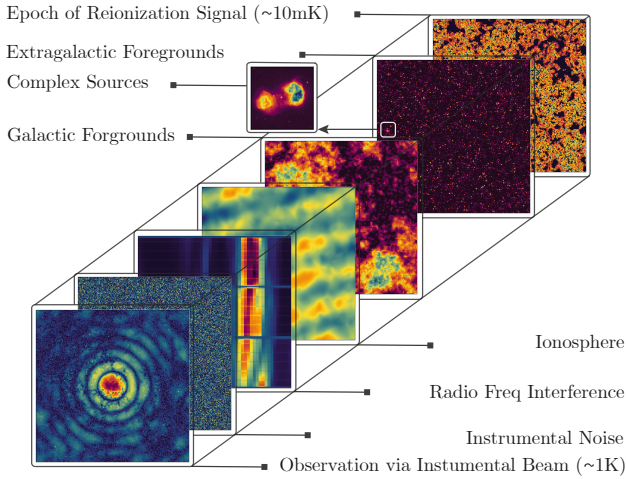 Epoch of Reionization Signal (~10mK)
Extragalactic Foregrounds
Complex Sources
Galactic Forgrounds
Ionosphere
Radio Freq Interference
Instrumental Noise
Observation via Instumental Beam (~1K)